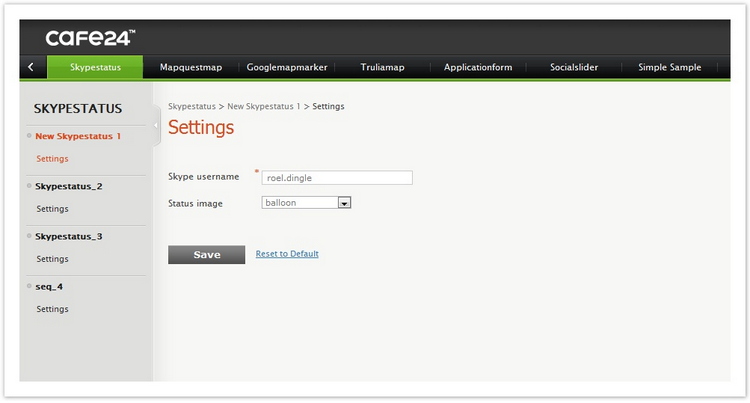 cafe24™
Skypestatus Mapquestmap Googlemapmarker Truliamap Applicationform Socialslider Simple Sample
SKYPESTATUS
New Skypestatus 1
Settings
Skypestatus_2
Settings
Skypestatus_3
Settings
seq_4
Settings
Skypestatus > New Skypestatus 1 > Settings
Settings
Skype username * roel.dingle
Status image balloon
Save Reset to Default